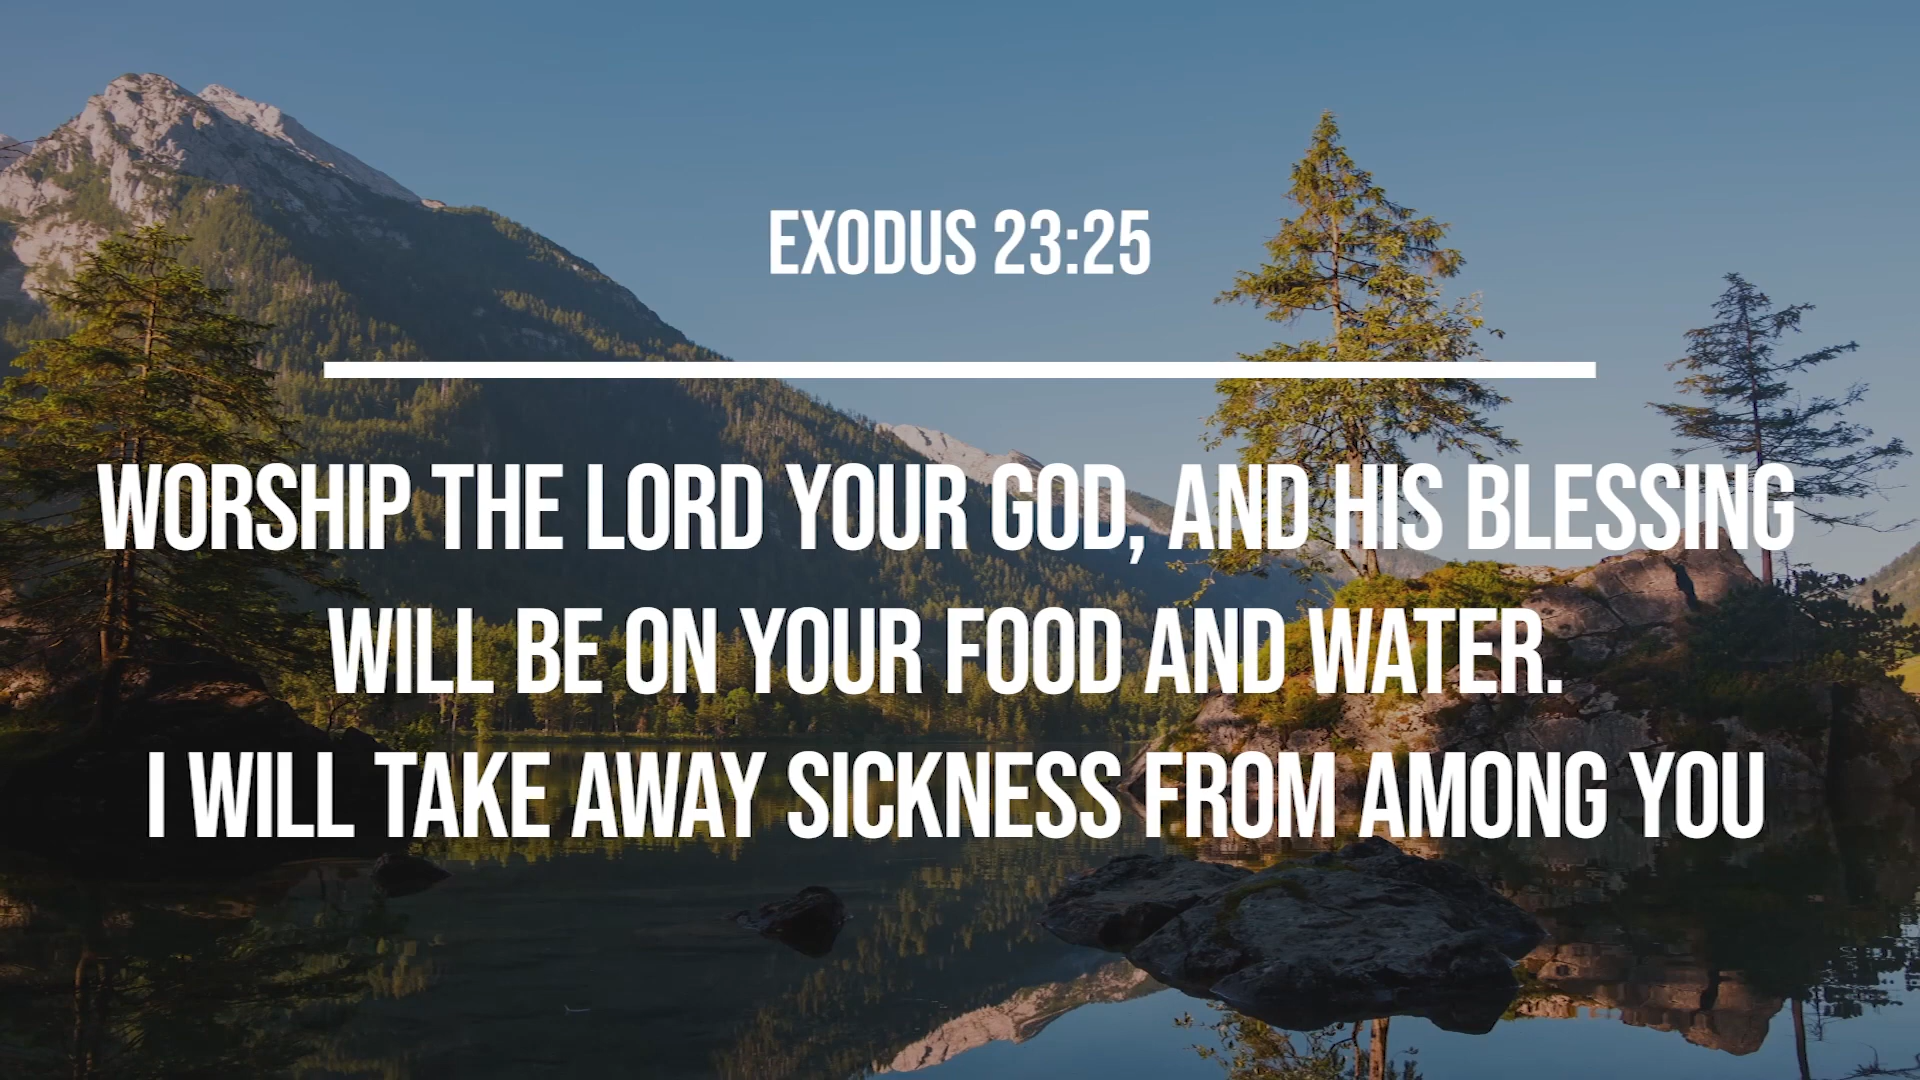 EXODUS 23:25
WORSHIP THE LORD YOUR GOD, AND HIS BLESSING
WILL BE ON YOUR FOOD AND WATER.
I WILL TAKE AWAY SICKNESS FROM AMONG YOU